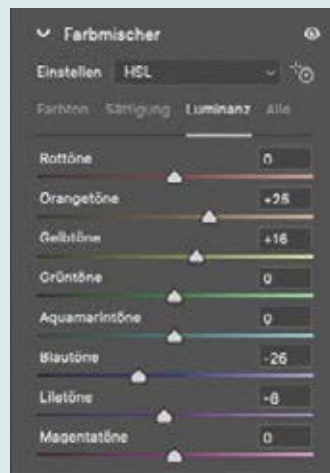 Farbmischer
Einstellen HSL
Farbton Sättigung Luminanz Alle
Rottöne 0
Orangetöne +26
Gelbtöne +16
Grüntöne 0
Aquamarintöne 0
Blautöne -26
Lilatöne -8
Magentatöne 0